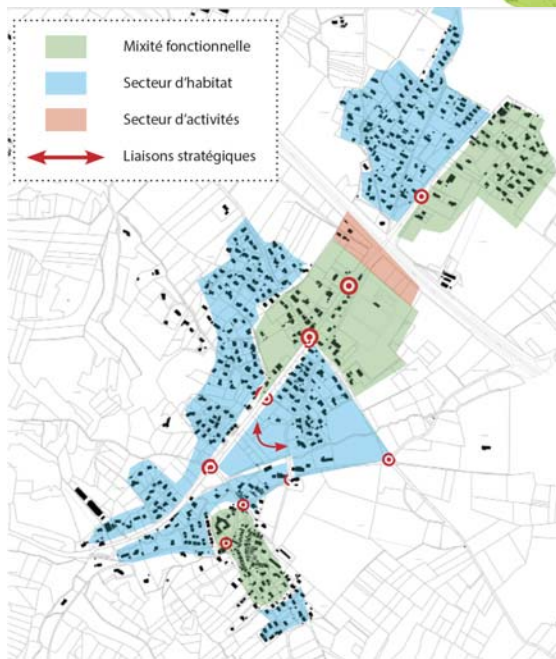 Mixité fonctionnelle
Secteur d'habitat
Secteur d'activités
Liaisons stratégiques